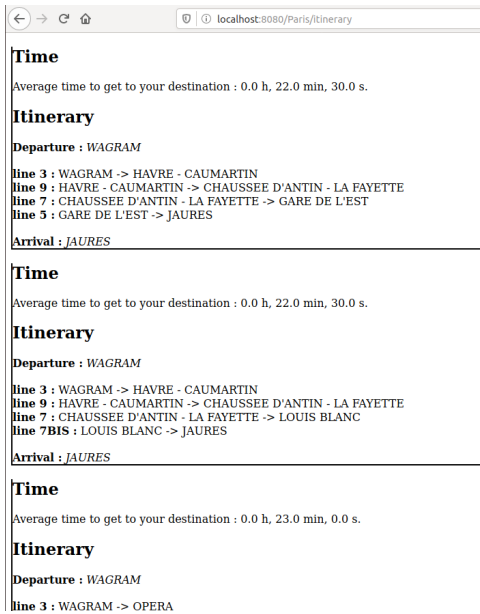 localhost:8080/Paris/itinerary
Time
Average time to get to your destination : 0.0 h, 22.0 min, 30.0 s.
Itinerary
Departure : WAGRAM
line 3 : WAGRAM -> HAVRE - CAUMARTIN
line 9 : HAVRE - CAUMARTIN -> CHAUSSEE D'ANTIN - LA FAYETTE
line 7 : CHAUSSEE D'ANTIN - LA FAYETTE -> GARE DE L'EST
line 5 : GARE DE L'EST -> JAURES
Arrival : JAURES
Time
Average time to get to your destination : 0.0 h, 22.0 min, 30.0 s.
Itinerary
Departure : WAGRAM
line 3 : WAGRAM -> HAVRE - CAUMARTIN
line 9 : HAVRE - CAUMARTIN -> CHAUSSEE D'ANTIN - LA FAYETTE
line 7 : CHAUSSEE D'ANTIN - LA FAYETTE -> LOUIS BLANC
line 7BIS : LOUIS BLANC -> JAURES
Arrival : JAURES
Time
Average time to get to your destination : 0.0 h, 23.0 min, 0.0 s.
Itinerary
Departure : WAGRAM
line 3 : WAGRAM -> OPERA